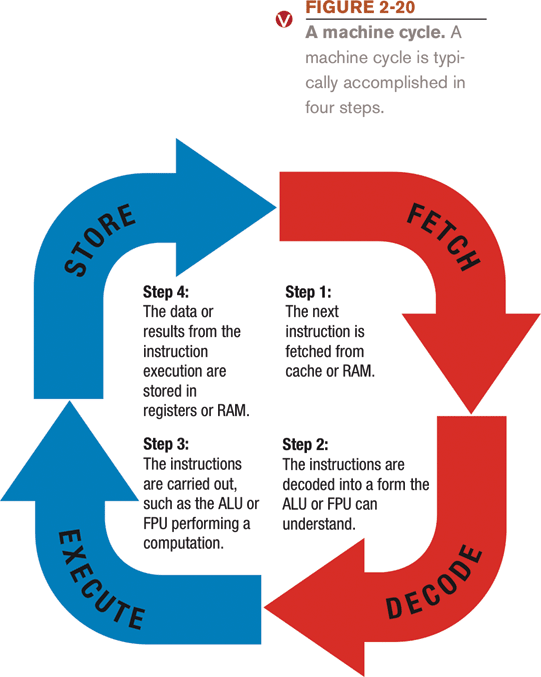 FIGURE 2-20
A machine cycle. A
machine cycle is typi-
cally accomplished in
four steps.
STORE
FETCH
Step 4:
The data or
results from the
instruction
execution are
stored in
registers or RAM.
Step 1:
The next
instruction is
fetched from
cache or RAM.
Step 3:
The instructions
are carried out,
such as the ALU or
FPU performing a
computation.
Step 2:
The instructions are
decoded into a form the
ALU or FPU can
understand.
EXECUTE
DECODE